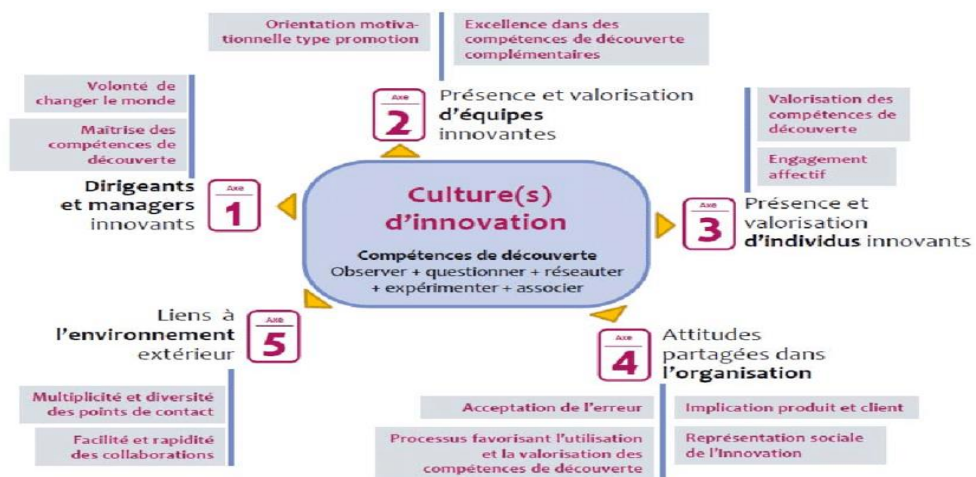 Orientation motiva-
tionnelle type promotion
Excellence dans des
compétences de découverte
complémentaires
Volonté de
changer le monde
Maîtrise des
compétences de
découverte
Axe
2
Présence et valorisation
d'équipes
innovantes
Valorisation des
compétences de
découverte
Engagement
affectif
Dirigeants
et managers
innovants
Axe
1
Culture(s)
d'innovation
Compétences de découverte
Observer + questionner + réseauter
+ expérimenter + associer
Axe
3
Présence et
valorisation
d'individus innovants
Liens à
l'environnement
extérieur
Axe
5
Axe
4
Attitudes
partagées dans
l'organisation
Multiplicité et diversité
des points de contact
Facilité et rapidité
des collaborations
Acceptation de l'erreur
Processus favorisant l'utilisation
et la valorisation des
compétences de découverte
Implication produit et client
Représentation sociale
de l'Innovation